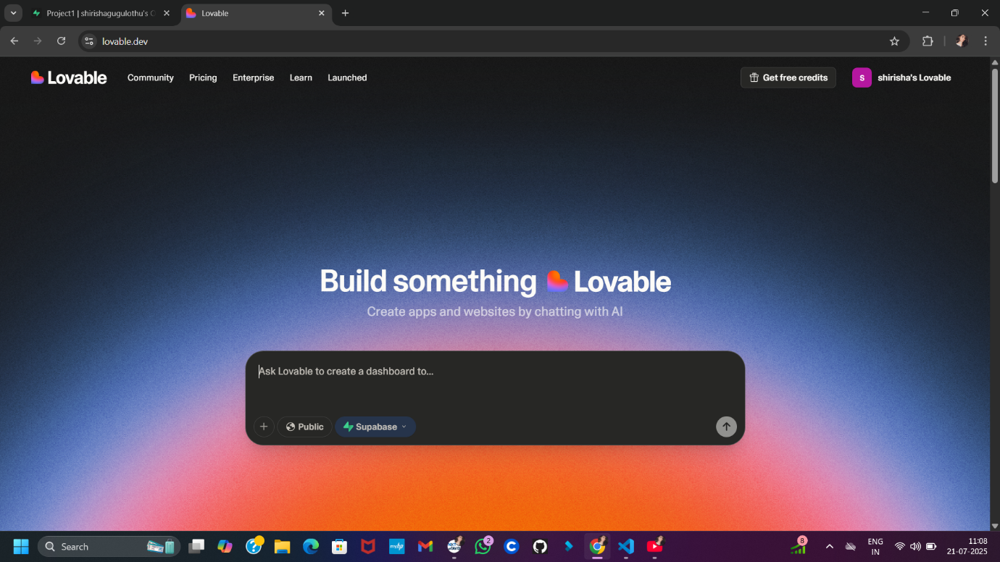 Project1 | shirishagugulothu's
Lovable
lovable.dev
Lovable
Community
Pricing
Enterprise
Learn
Launched
Get free credits
S
shirisha's Lovable
Build something Lovable
Create apps and websites by chatting with AI
Ask Lovable to create a dashboard to...
Public
Supabase
Search
myhp
2
8
ENG
IN
11:08
21-07-2025